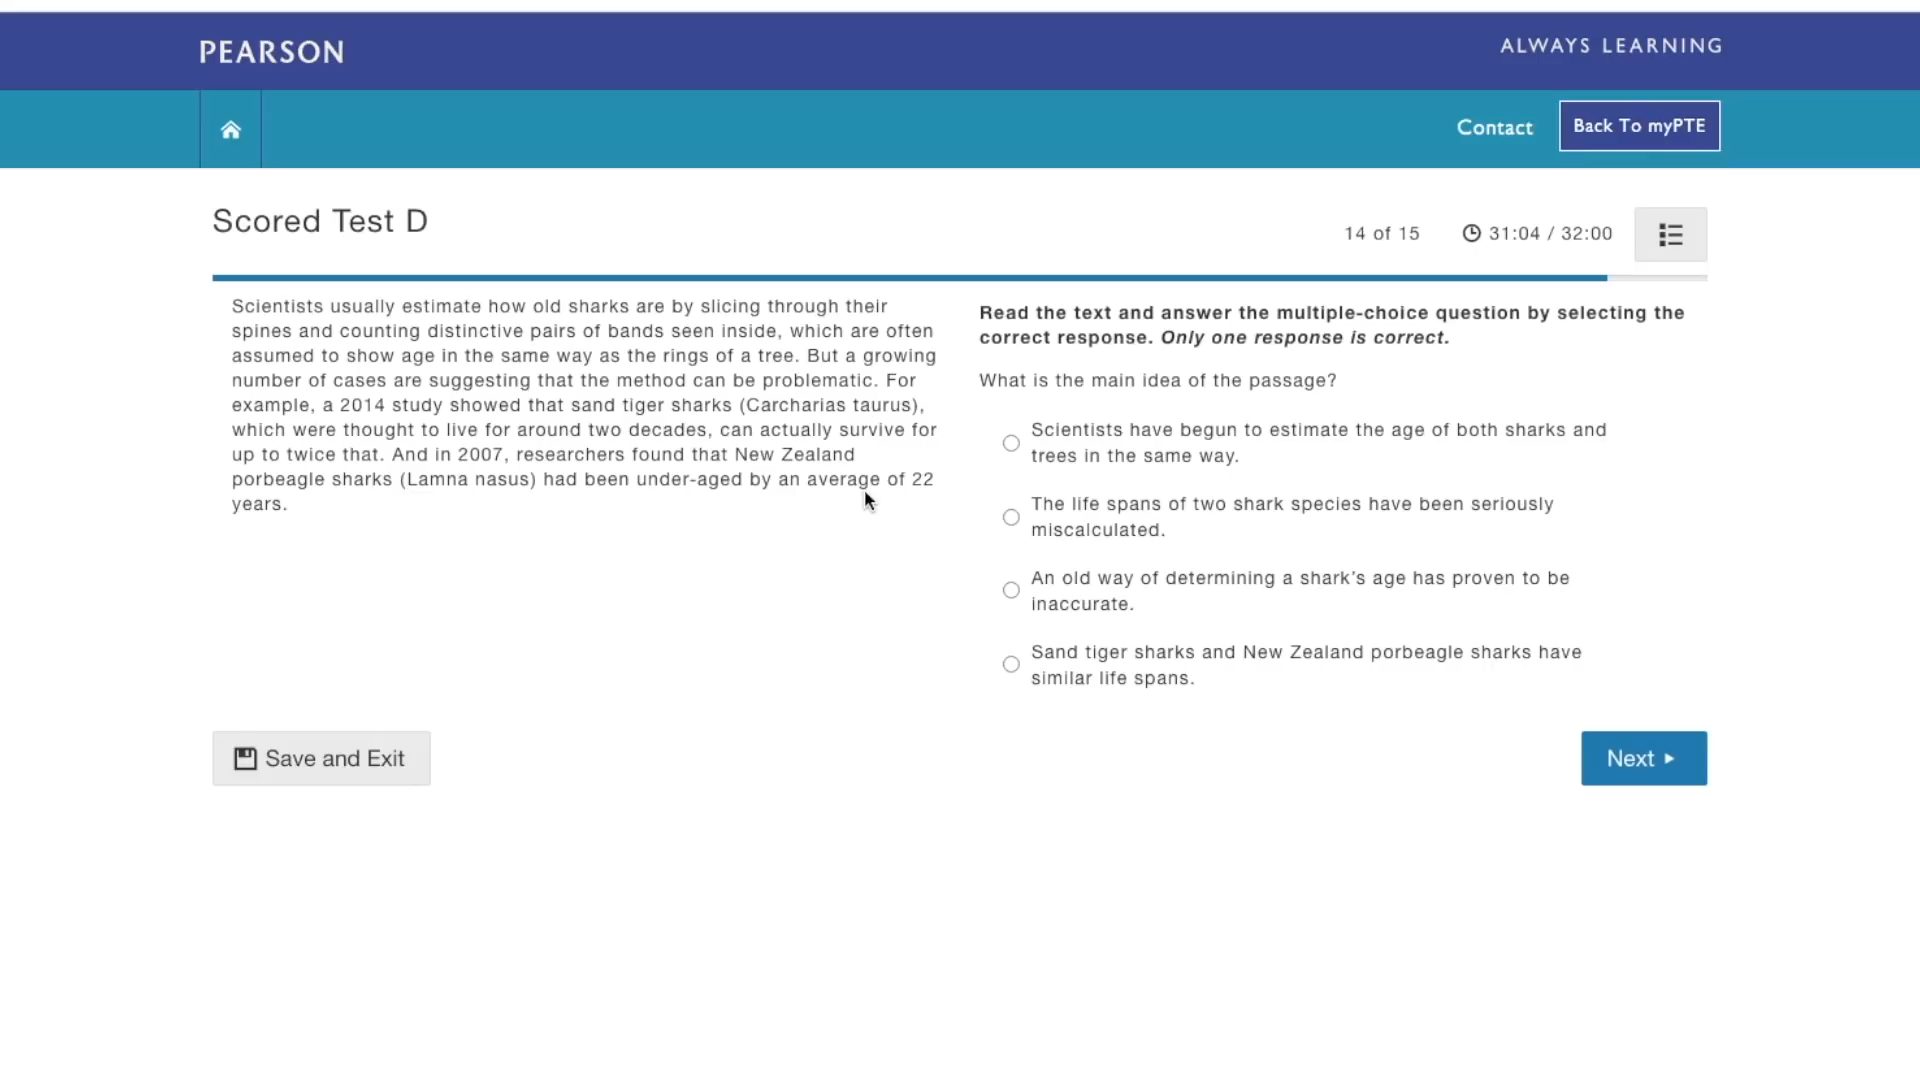 PEARSON
ALWAYS LEARNING
Contact
Back To myPTE
Scored Test D
14 of 15
31:04 / 32:00
Scientists usually estimate how old sharks are by slicing through their
spines and counting distinctive pairs of bands seen inside, which are often
assumed to show age in the same way as the rings of a tree. But a growing
number of cases are suggesting that the method can be problematic. For
example, a 2014 study showed that sand tiger sharks (Carcharias taurus),
which were thought to live for around two decades, can actually survive for
up to twice that. And in 2007, researchers found that New Zealand
porbeagle sharks (Lamna nasus) had been under-aged by an average of 22
years.
Read the text and answer the multiple-choice question by selecting the
correct response. Only one response is correct.
What is the main idea of the passage?
Scientists have begun to estimate the age of both sharks and
trees in the same way.
The life spans of two shark species have been seriously
miscalculated.
An old way of determining a shark's age has proven to be
inaccurate.
Sand tiger sharks and New Zealand porbeagle sharks have
similar life spans.
Save and Exit
Next